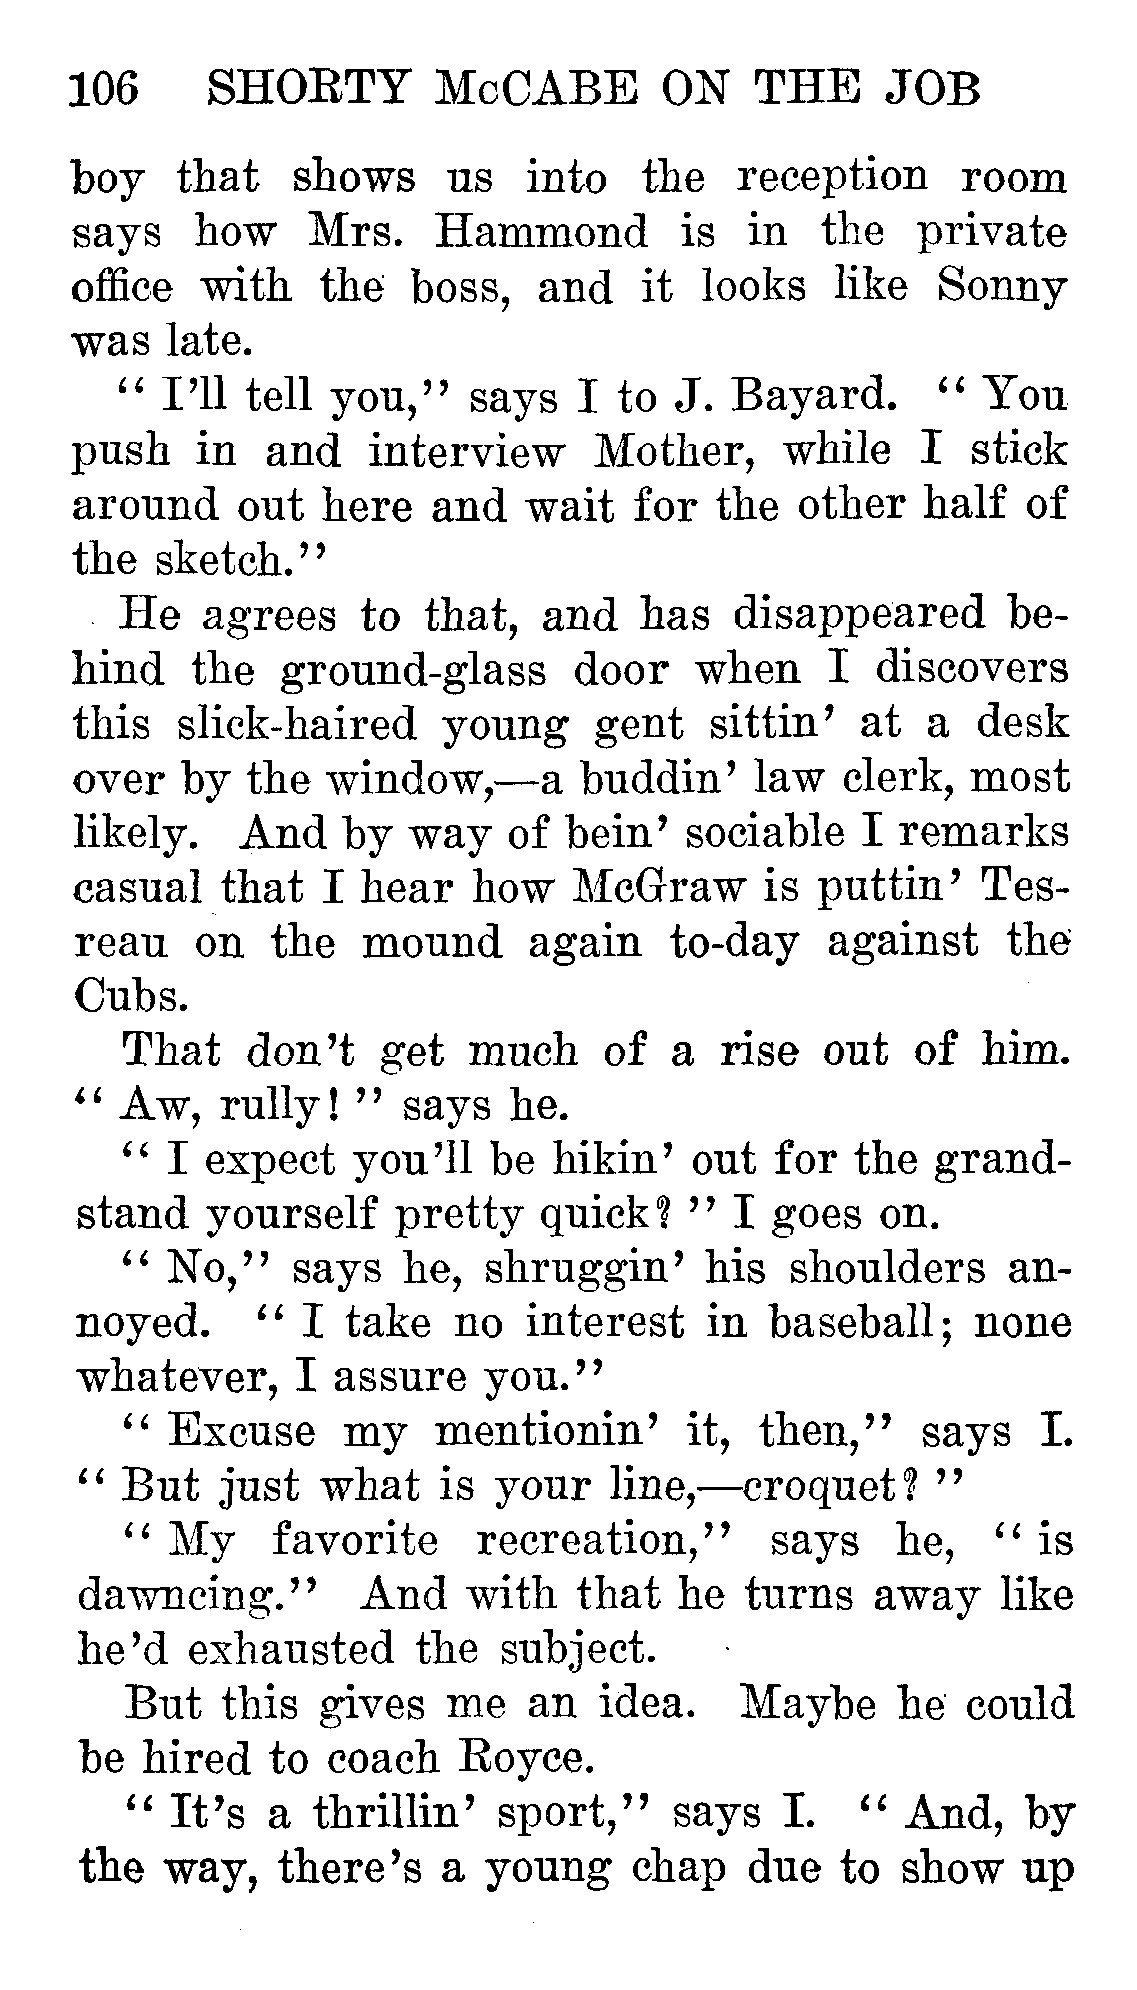 106 SHORTY McCABE ON THE JOB
boy that shows us into the reception room
says how Mrs. Hammond is in the private
office with the boss, and it looks like Sonny
was late.
" I'll tell you," says I to J. Bayard. " You
push in and interview Mother, while I stick
around out here and wait for the other half of
the sketch."
He agrees to that, and has disappeared be-
hind the ground-glass door when I discovers
this slick-haired young gent sittin' at a desk
over by the window,—a buddin' law clerk, most
likely. And by way of bein' sociable I remarks
casual that I hear how McGraw is puttin' Tes-
reau on the mound again to-day against the
Cubs.
That don't get much of a rise out of him.
" Aw, rully! " says he.
" I expect you'll be hikin' out for the grand-
stand yourself pretty quick? " I goes on.
" No," says he, shruggin' his shoulders an-
noyed. " I take no interest in baseball; none
whatever, I assure you."
" Excuse my mentionin' it, then," says I.
" But just what is your line,—croquet? "
" My favorite recreation," says he, " is
dawncing." And with that he turns away like
he'd exhausted the subject.
But this gives me an idea. Maybe he could
be hired to coach Royce.
" It's a thrillin' sport," says I. " And, by
the way, there's a young chap due to show up